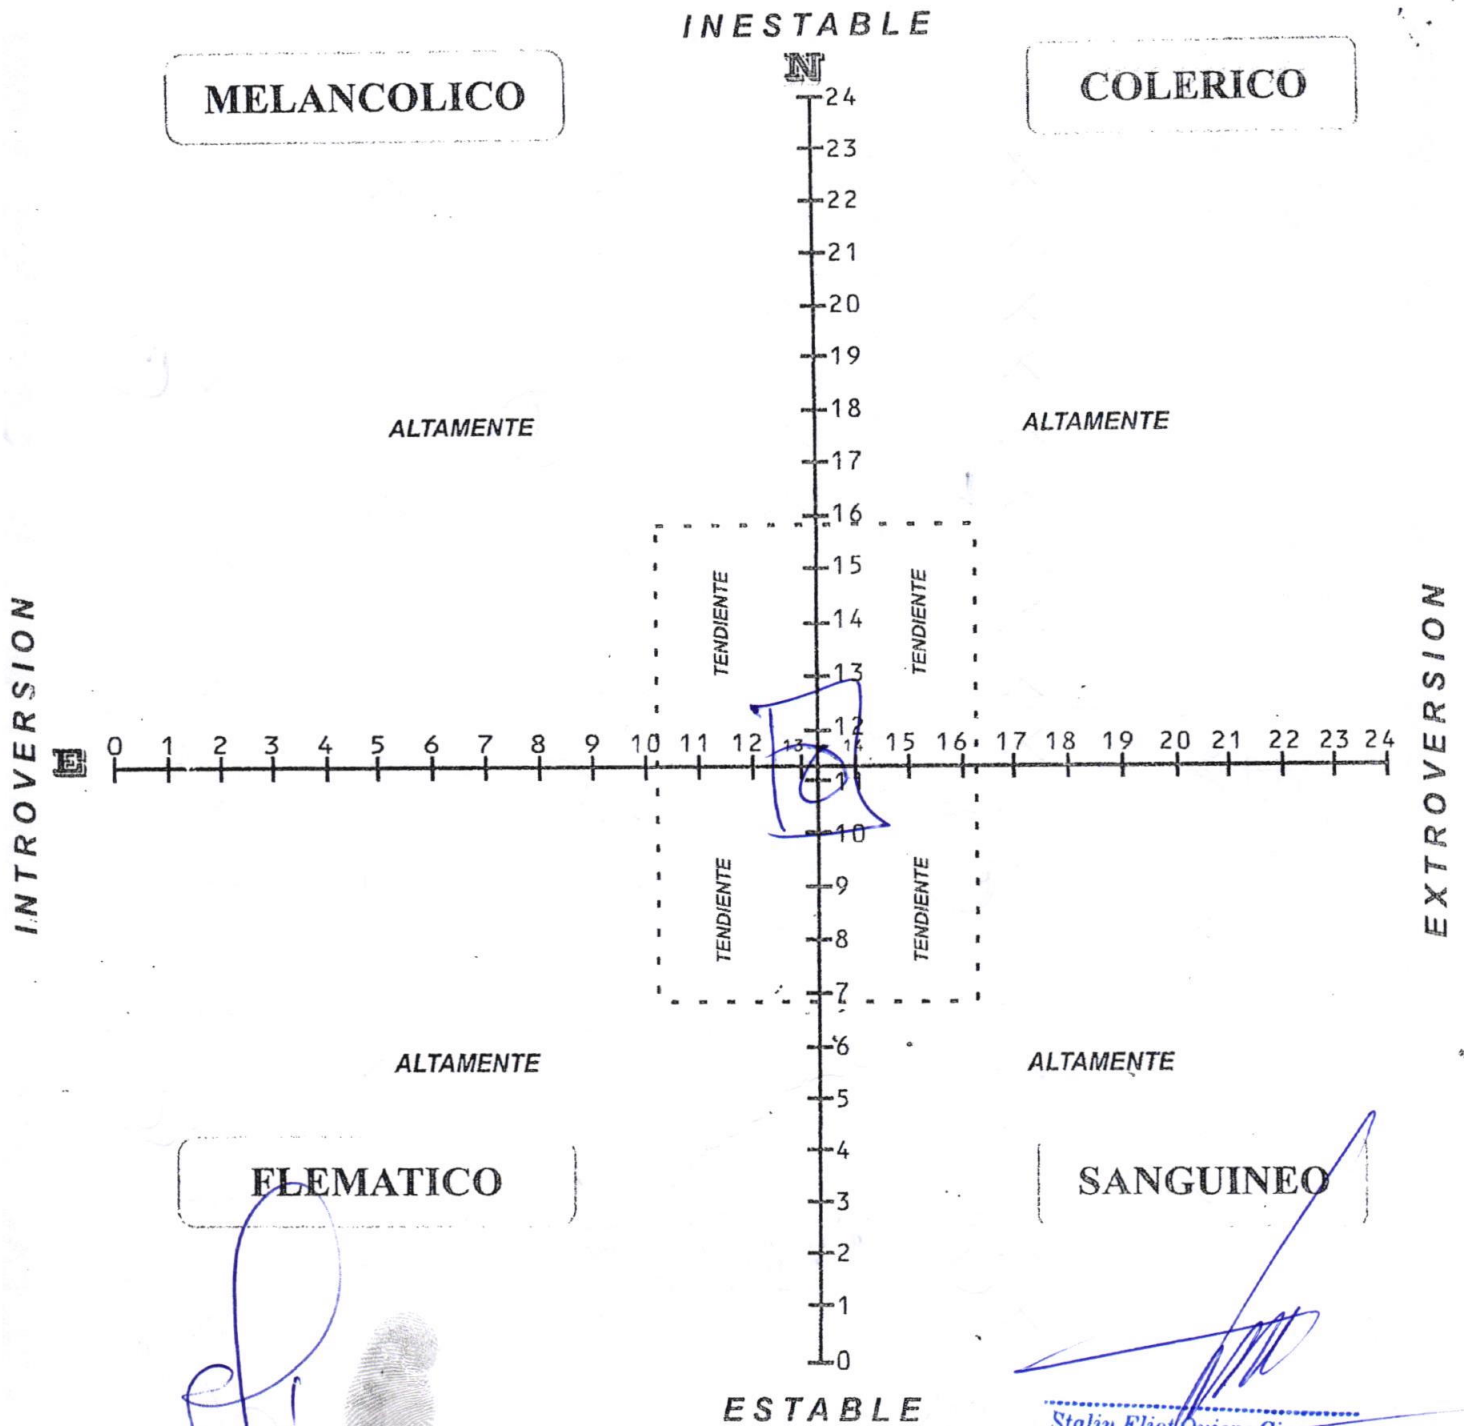 INESTABLE
N
MELANCOLICO
COLERICO
24
23
22
21
20
19
18
ALTAMENTE
ALTAMENTE
17
16
15
TENDIENTE
TENDIENTE
14
13
12
INTROVERSION
E
0 1 2 3 4 5 6 7 8 9 10 11 12 13 14 15 16 17 18 19 20 21 22 23 24
EXTROVERSION
11
10
9
TENDIENTE
TENDIENTE
8
7
6
ALTAMENTE
ALTAMENTE
5
4
FLEMATICO
SANGUINEO
3
2
1
0
ESTABLE
Stalin Eliot